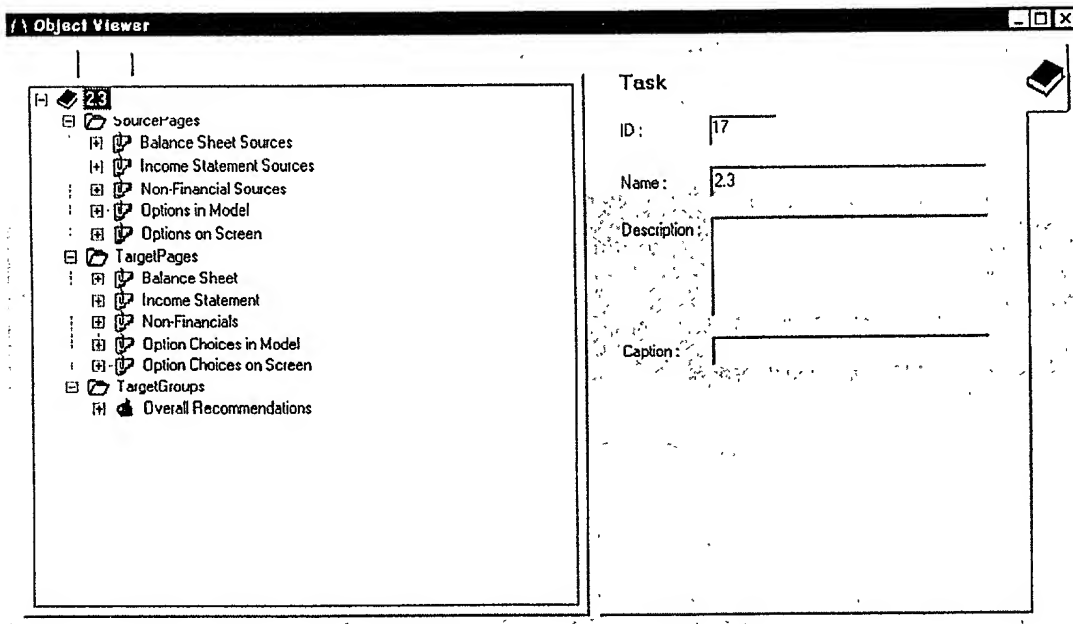 Object Viewer
2.3
SourcePages
Balance Sheet Sources
Income Statement Sources
Non-Financial Sources
Options in Model
Options on Screen
TargetPages
Balance Sheet
Income Statement
Non-Financials
Option Choices in Model
Option Choices on Screen
TargetGroups
Overall Recommendations
Task
ID : 17
Name : 2.3
Description :
Caption :